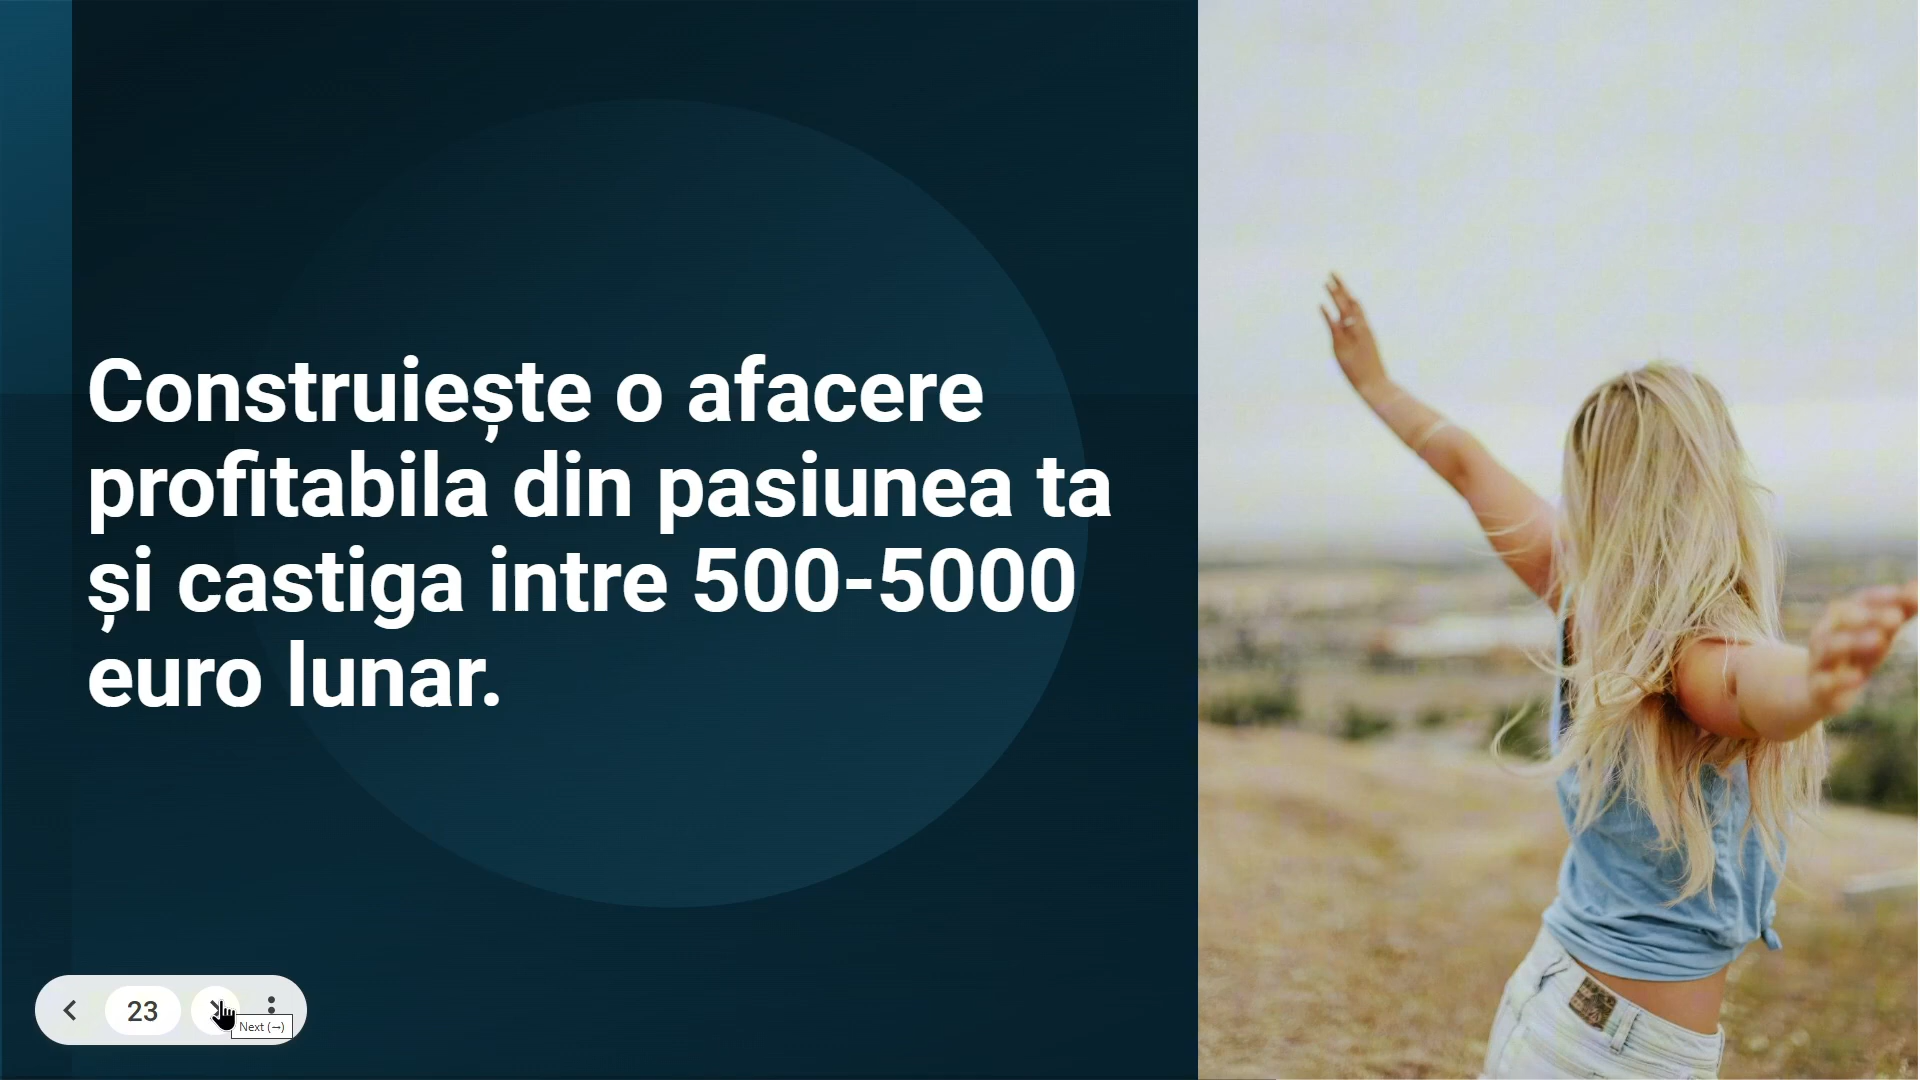 Construiește o afacere
profitabila din pasiunea ta
și castiga intre 500-5000
euro lunar.
23
Next (→)